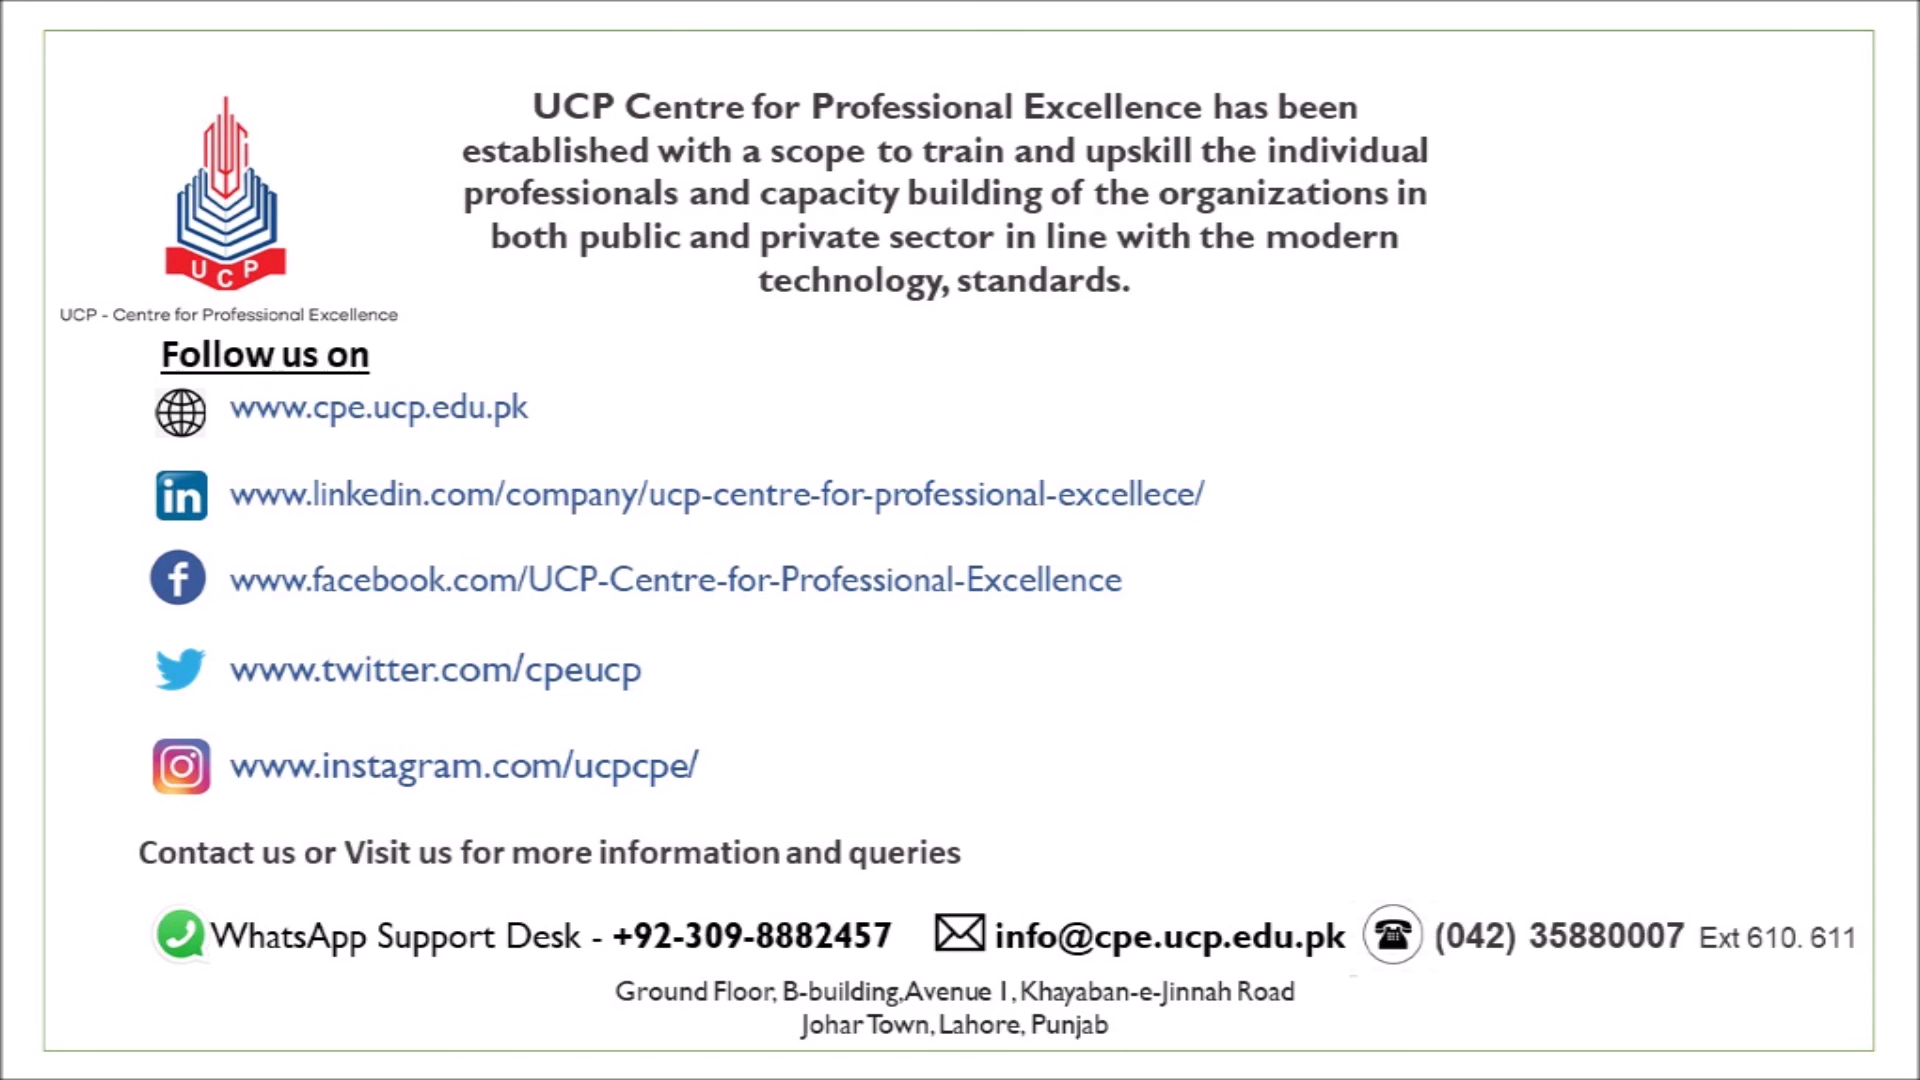 UCP Centre for Professional Excellence has been
established with a scope to train and upskill the individual
professionals and capacity building of the organizations in
both public and private sector in line with the modern
technology, standards.
UCP
UCP - Centre for Professional Excellence
Follow us on
www.cpe.ucp.edu.pk
in www.linkedin.com/company/ucp-centre-for-professional-excellece/
f www.facebook.com/UCP-Centre-for-Professional-Excellence
www.twitter.com/cpeucp
www.instagram.com/ucpcpe/
Contact us or Visit us for more information and queries
WhatsApp Support Desk - +92-309-8882457 info@cpe.ucp.edu.pk (042) 35880007 Ext 610. 611
Ground Floor, B-building,Avenue 1, Khayaban-e-Jinnah Road
Johar Town, Lahore, Punjab